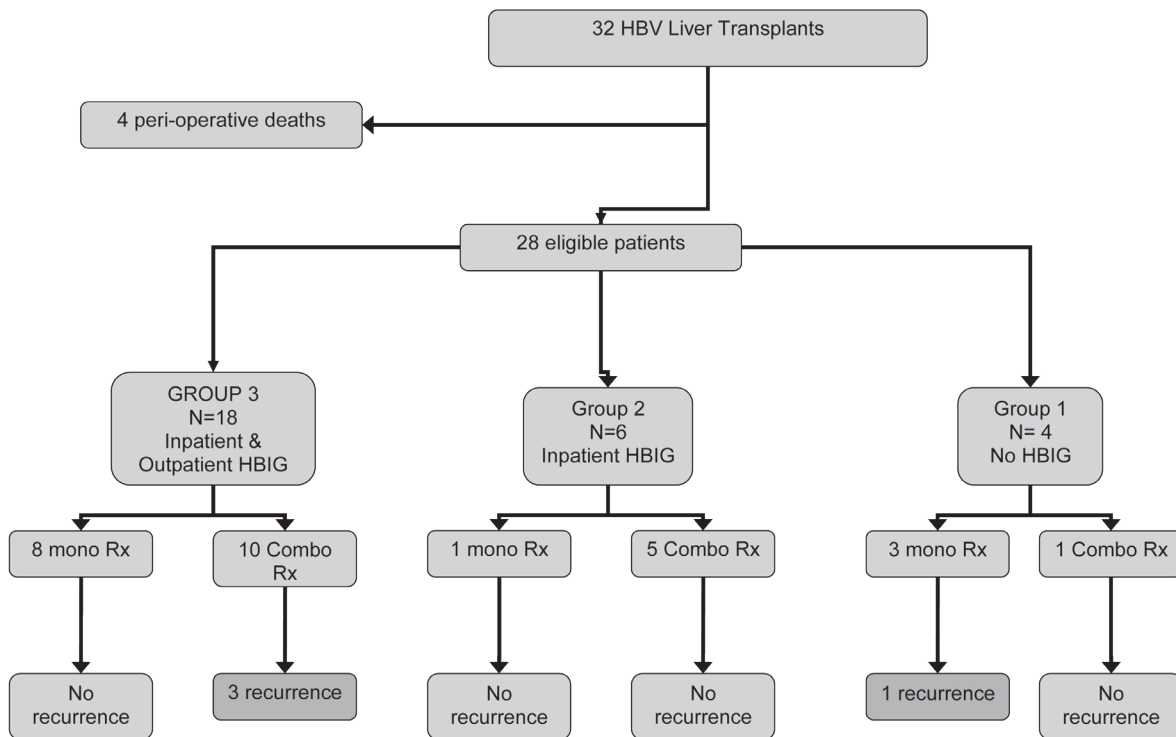 32 HBV Liver Transplants
4 peri-operative deaths
28 eligible patients
GROUP 3
N=18
Inpatient &
Outpatient HBIG
Group 2
N=6
Inpatient HBIG
Group 1
N= 4
No HBIG
8 mono Rx
10 Combo
Rx
1 mono Rx
5 Combo Rx
3 mono Rx
1 Combo Rx
No
recurrence
3 recurrence
No
recurrence
No
recurrence
1 recurrence
No
recurrence